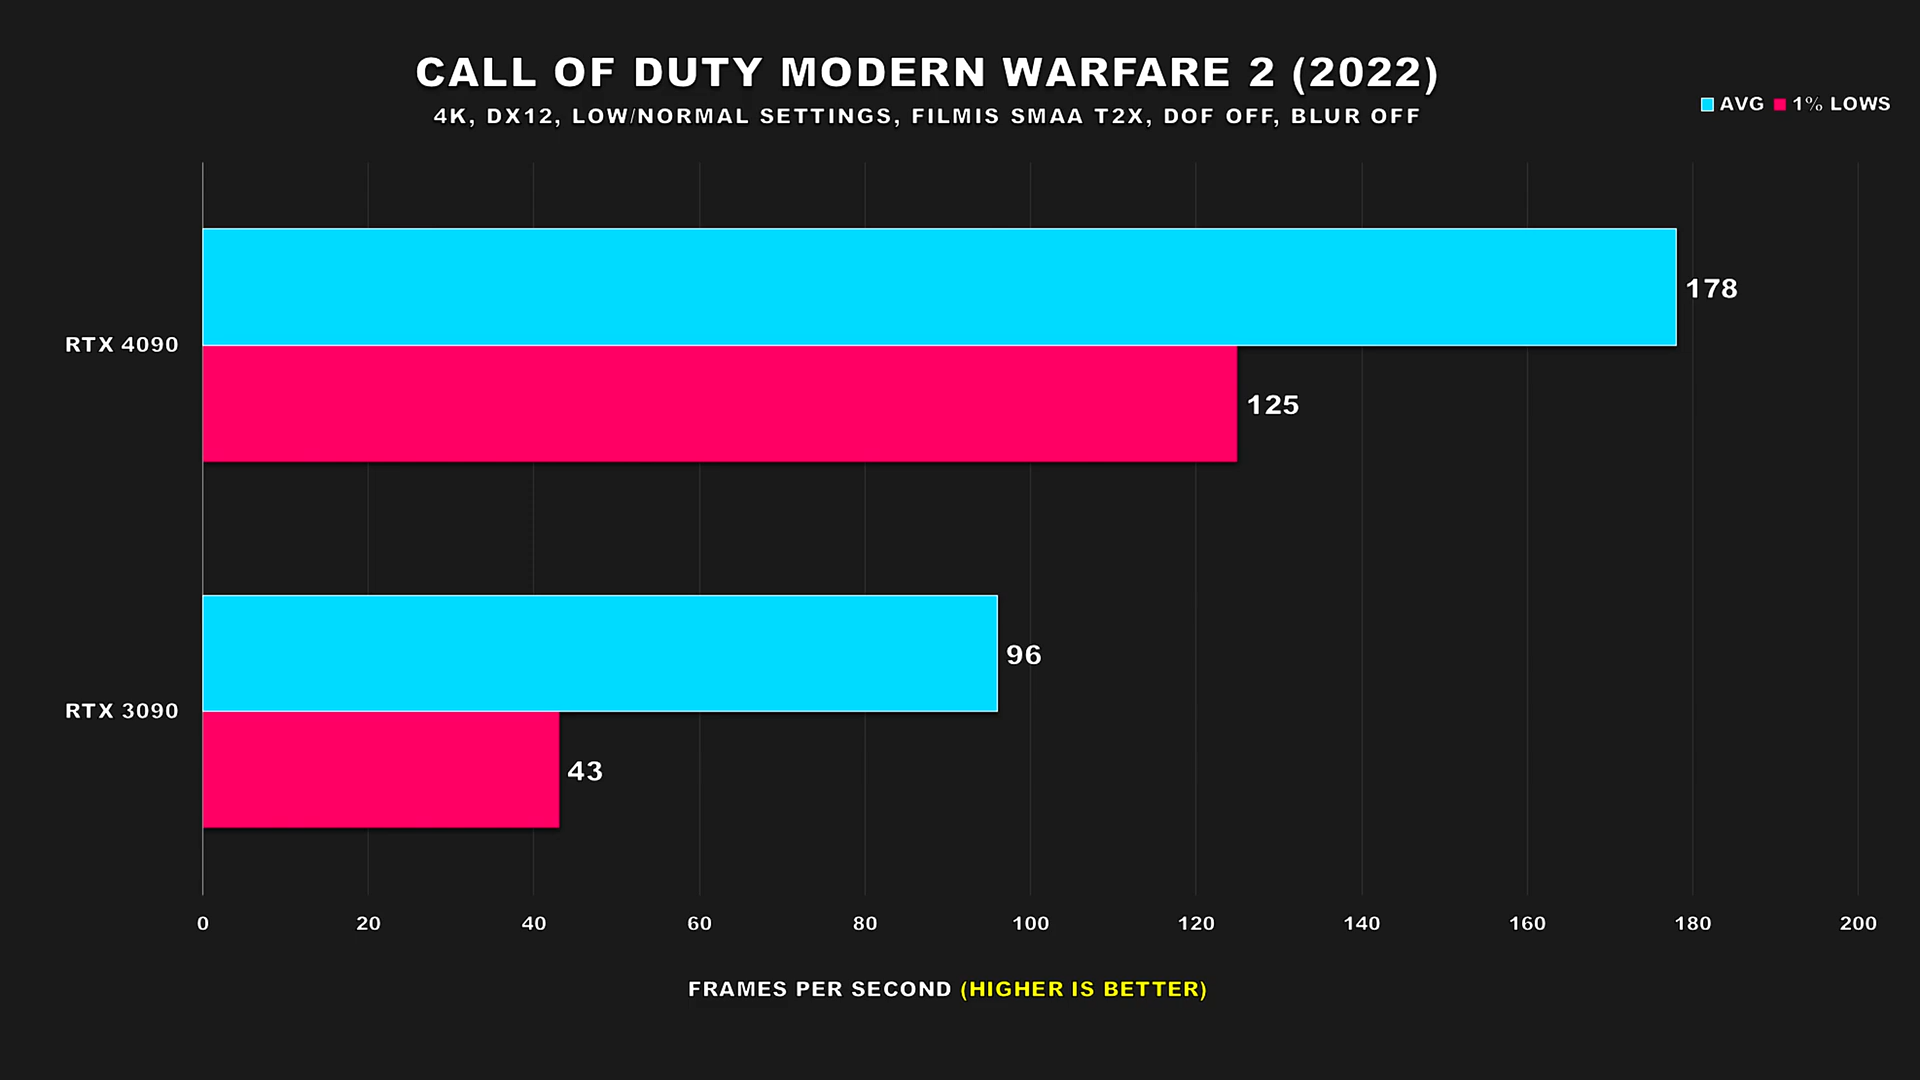 CALL OF DUTY MODERN WARFARE 2 (2022)
4K, DX12, LOW/NORMAL SETTINGS, FILMIS SMAA T2X, DOF OFF, BLUR OFF
AVG 1% LOWS
178
RTX 4090
125
96
RTX 3090
43
0 20 40 60 80 100 120 140 160 180 200
FRAMES PER SECOND (HIGHER IS BETTER)